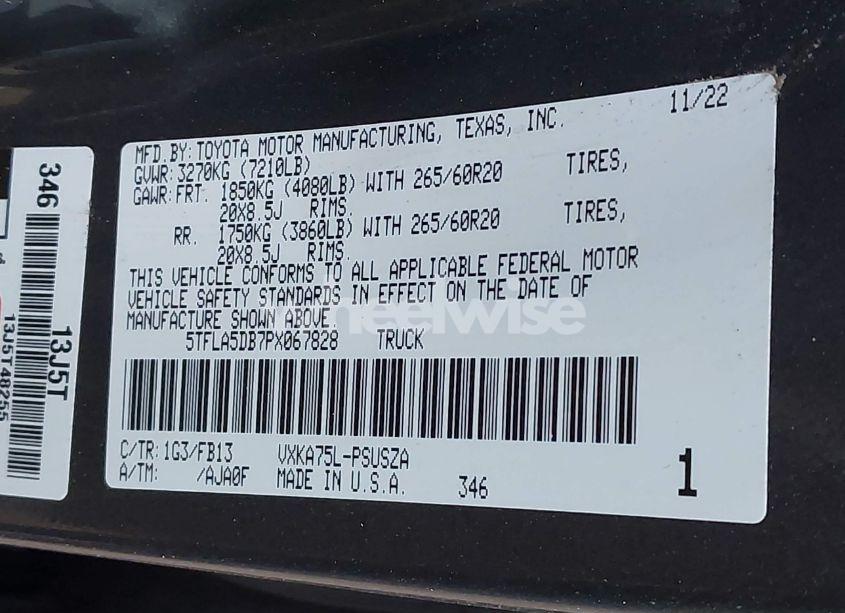 11/22
MFD.BY:TOYOTA MOTOR MANUFACTURING, TEXAS, INC.
GVWR:3270KG (7210LB)
GAWR:FRT. 1850KG (4080LB) WITH 265/60R20 TIRES,
20X8.5J RIMS.
RR. 1750KG (3860LB) WITH 265/60R20 TIRES,
20X8.5J RIMS.
THIS VEHICLE CONFORMS TO ALL APPLICABLE FEDERAL MOTOR
VEHICLE SAFETY STANDARDS IN EFFECT ON THE DATE OF
MANUFACTURE SHOWN ABOVE.
5TFLA5DB7PX067828 TRUCK
C/TR:1G3/FB13 VXKA75L-PSUSZA
A/TM: /AJA0F MADE IN U.S.A. 346
1
346
13J5T
13J5T48255